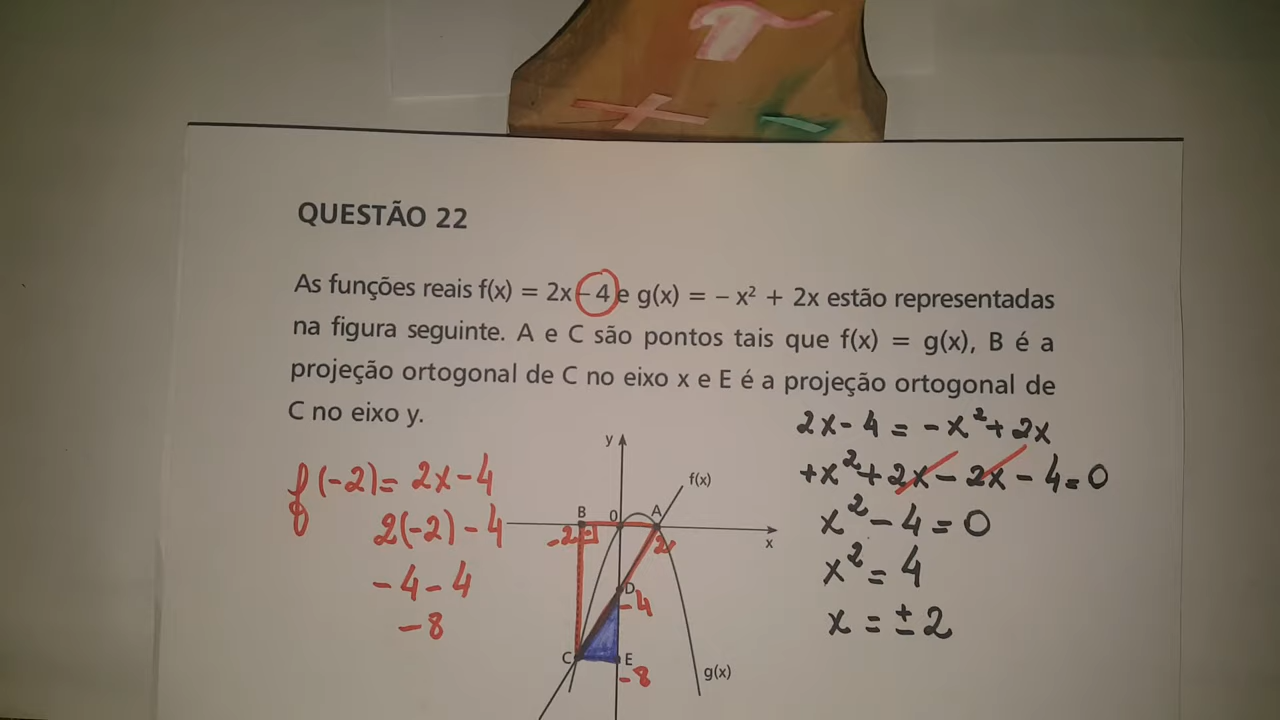 QUESTÃO 22
As funções reais f(x) = 2x – 4 e g(x) = – x² + 2x estão representadas
na figura seguinte. A e C são pontos tais que f(x) = g(x), B é a
projeção ortogonal de C no eixo x e E é a projeção ortogonal de
C no eixo y.
2x - 4 = -x² + 2x
+x² + 2x - 2x - 4 = 0
x² - 4 = 0
x² = 4
x = ± 2
f(-2) = 2x - 4
2(-2) - 4
-4 - 4
-8
y
f(x)
B 0 A
-2 2
x
D
-4
C E
-8
g(x)